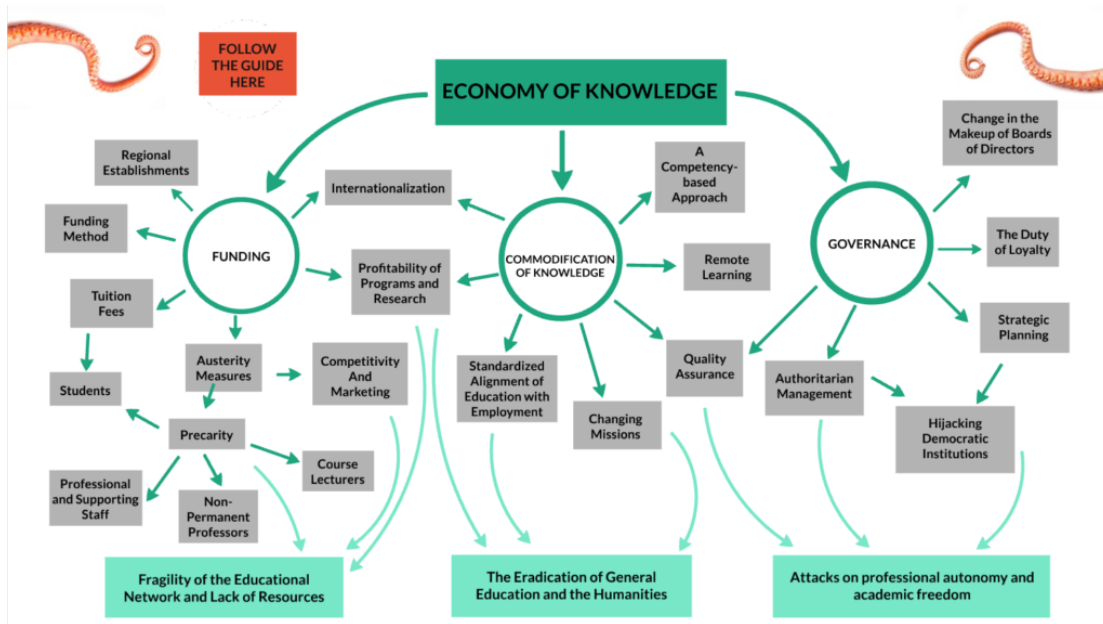 FOLLOW
THE GUIDE
HERE
ECONOMY OF KNOWLEDGE
Regional
Establishments
Internationalization
A
Competency-
based
Approach
Change in the
Makeup of Boards
of Directors
Funding
Method
FUNDING
COMMODIFICATION
OF KNOWLEDGE
GOVERNANCE
The Duty
of Loyalty
Profitability of
Programs and
Research
Remote
Learning
Tuition
Fees
Strategic
Planning
Students
Austerity
Measures
Competitivity
And
Marketing
Standardized
Alignment of
Education with
Employment
Changing
Missions
Quality
Assurance
Authoritarian
Management
Hijacking
Democratic
Institutions
Precarity
Professional
and Supporting
Staff
Non-
Permanent
Professors
Course
Lecturers
Fragility of the Educational
Network and Lack of Resources
The Eradication of General
Education and the Humanities
Attacks on professional autonomy and
academic freedom